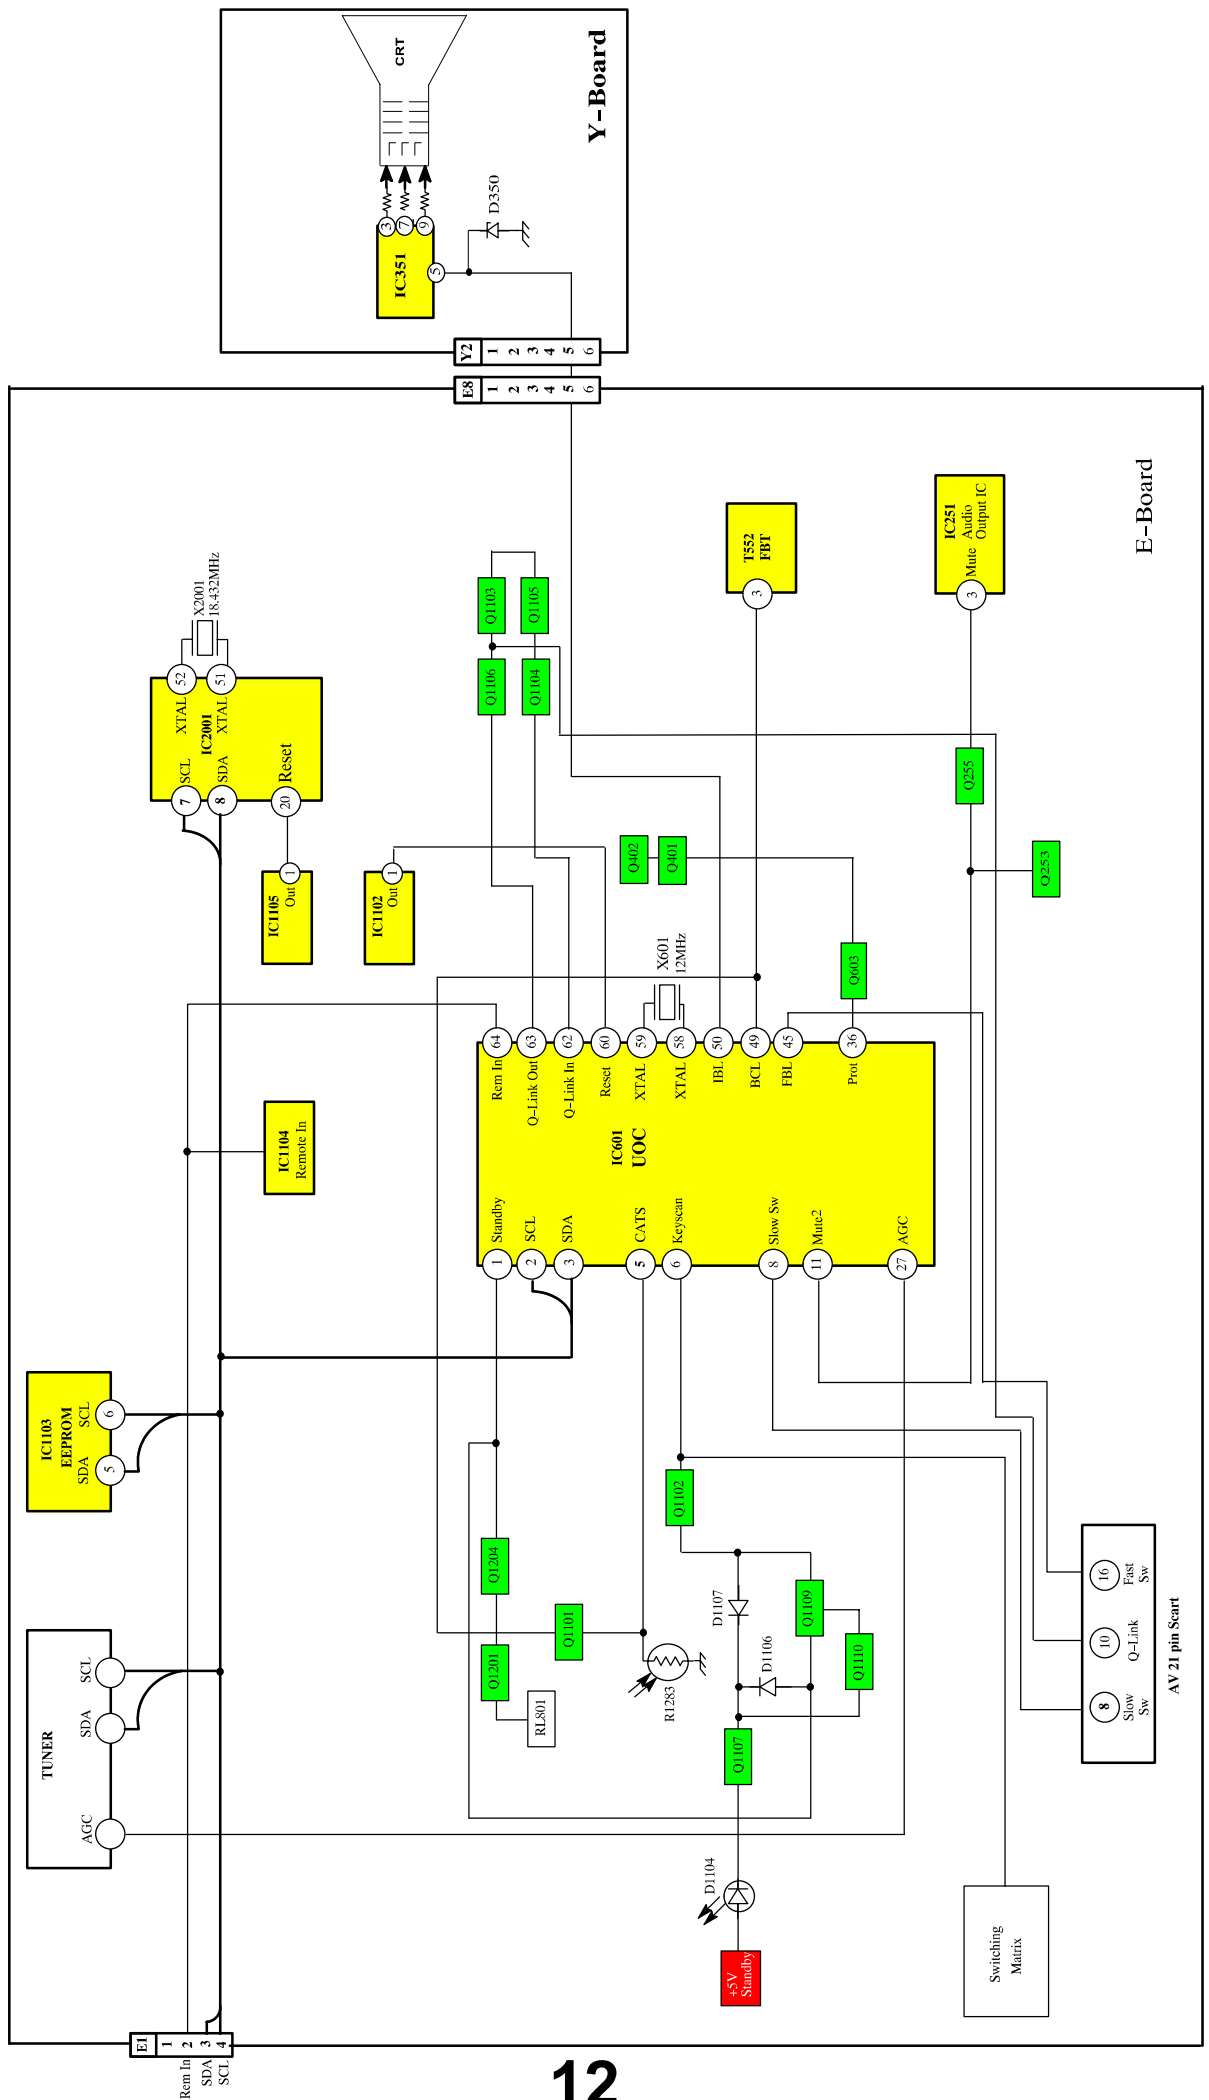 CRT
Y-Board
IC351
3
7
9
5
D350
Y2
1
2
3
4
5
6
E8
1
2
3
4
5
6
E-Board
X2001
18.432MHz
52
51
XTAL
XTAL
IC2001
SCL
SDA
Reset
7
8
20
IC1105
Out
1
IC1102
Out
1
Q1103
Q1105
Q1106
Q1104
T552
FBT
3
IC251
Mute
Audio
Output IC
3
Q255
Q253
Q402
Q401
Q603
X601
12MHz
IC1104
Remote In
IC601
UOC
64
Rem In
63
Q-Link Out
62
Q-Link In
60
Reset
59
XTAL
58
XTAL
50
IBL
49
BCL
45
FBL
36
Prot
1
Standby
2
SCL
3
SDA
5
CATS
6
Keyscan
8
Slow Sw
11
Mute2
27
AGC
IC1103
EEPROM
SDA
SCL
5
6
TUNER
AGC
SDA
SCL
Q1204
Q1201
RL801
Q1101
R1283
Q1102
D1107
D1106
Q1109
Q1110
Q1107
D1104
+5V
Standby
Switching
Matrix
16
Fast
Sw
10
Q-Link
8
Slow
Sw
AV 21 pin Scart
E1
1
2
3
4
Rem In
SDA
SCL
12